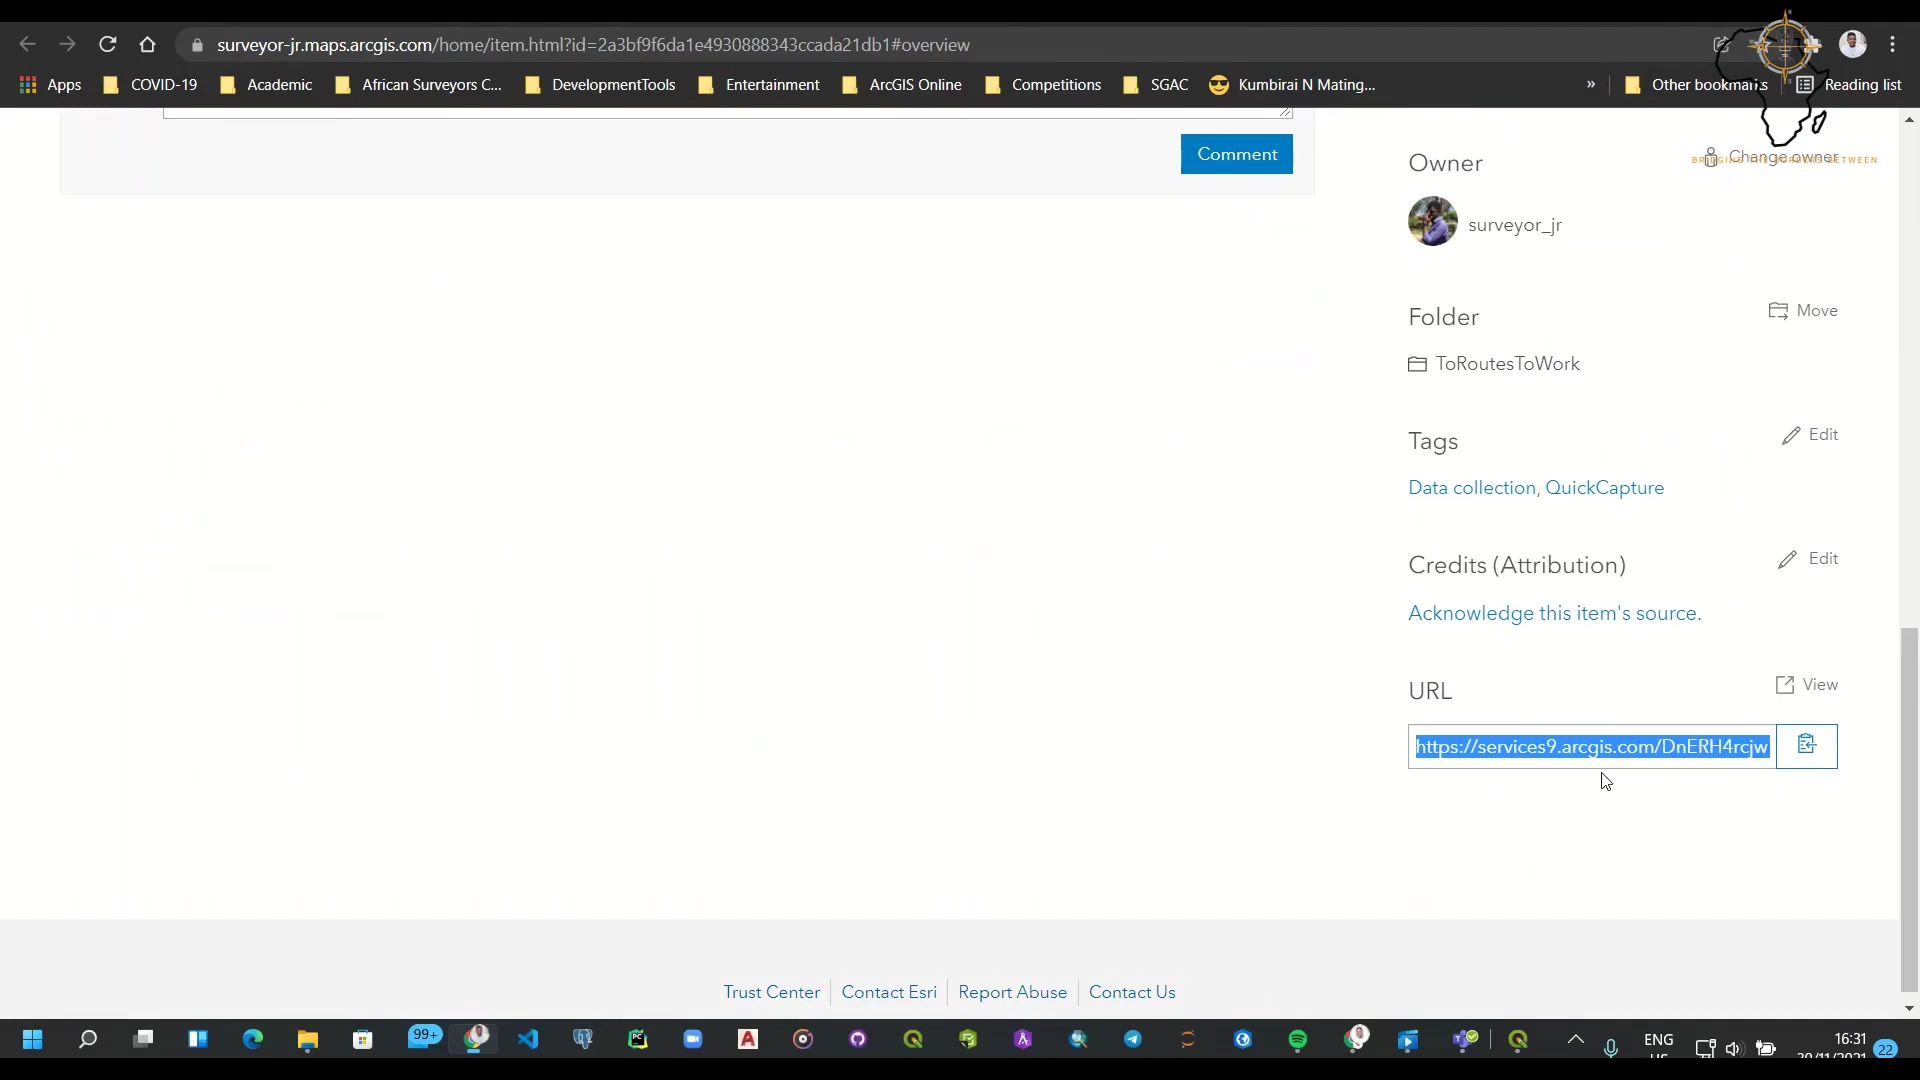 surveyor-jr.maps.arcgis.com/home/item.html?id=2a3bf9f6da1e4930888343ccada21db1#overview
Apps COVID-19 Academic African Surveyors C... DevelopmentTools Entertainment ArcGIS Online Competitions SGAC Kumbirai N Mating... » Other bookmarks Reading list
Comment
Owner Change owner
surveyor_jr
Folder Move
ToRoutesToWork
Tags Edit
Data collection, QuickCapture
Credits (Attribution) Edit
Acknowledge this item's source.
URL View
https://services9.arcgis.com/DnERH4rcjw
Trust Center Contact Esri Report Abuse Contact Us
99+ ENG 16:31
30/11/2021 22